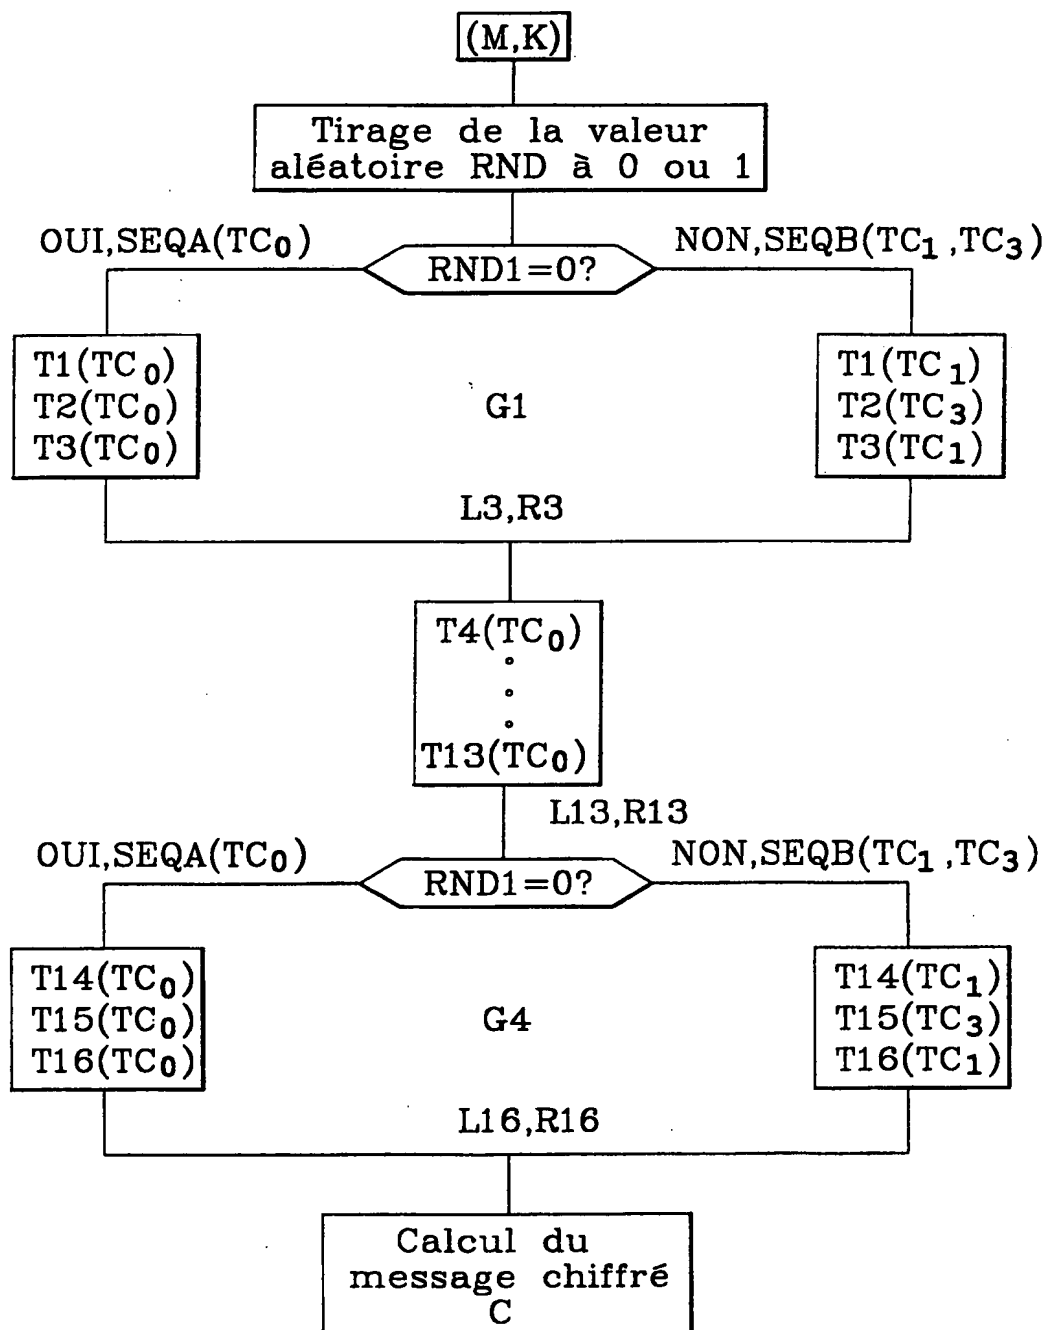 (M,K)
Tirage de la valeur
aléatoire RND à 0 ou 1
OUI,SEQA(TC₀)
RND1=0?
NON,SEQB(TC₁,TC₃)
T1(TC₀)
T2(TC₀)
T3(TC₀)
G1
T1(TC₁)
T2(TC₃)
T3(TC₁)
L3,R3
T4(TC₀)
T13(TC₀)
L13,R13
OUI,SEQA(TC₀)
RND1=0?
NON,SEQB(TC₁,TC₃)
T14(TC₀)
T15(TC₀)
T16(TC₀)
G4
T14(TC₁)
T15(TC₃)
T16(TC₁)
L16,R16
Calcul du
message chiffré
C